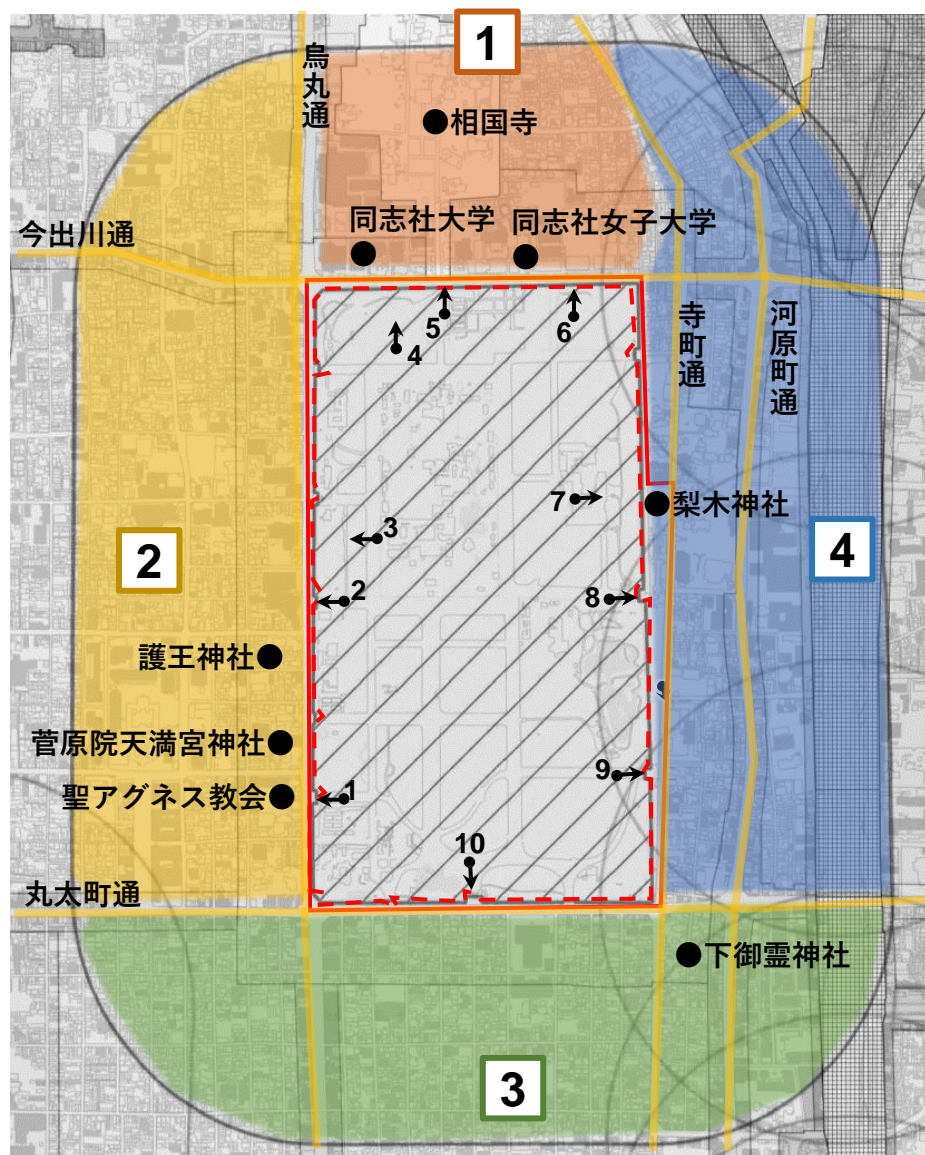 1
烏丸通
相国寺
同志社大学
同志社女子大学
今出川通
寺町通
河原町通
5
6
4
7
梨木神社
3
2
4
2
8
護王神社
菅原院天満宮神社
9
聖アグネス教会
1
10
丸太町通
下御霊神社
3